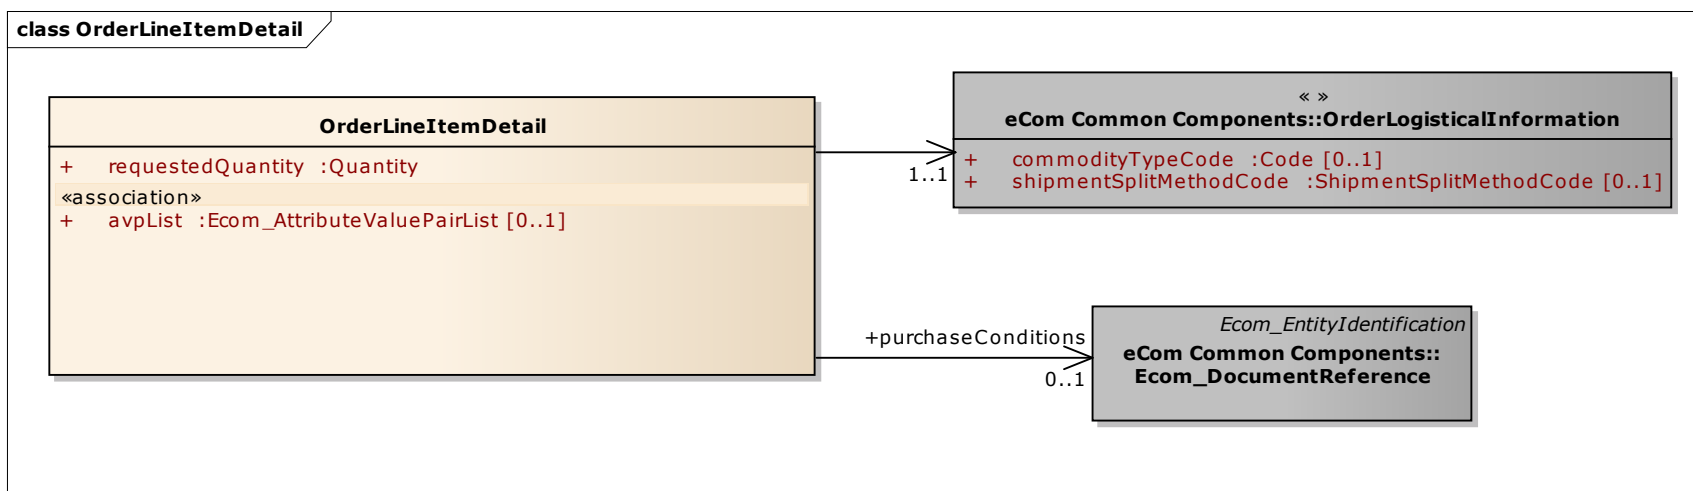 class OrderLineItemDetail
OrderLineItemDetail
+ requestedQuantity :Quantity
«association»
+ avpList :Ecom_AttributeValuePairList [0..1]
« »
eCom Common Components::OrderLogisticalInformation
+ commodityTypeCode :Code [0..1]
+ shipmentSplitMethodCode :ShipmentSplitMethodCode [0..1]
1..1
+purchaseConditions
0..1
Ecom_EntityIdentification
eCom Common Components::
Ecom_DocumentReference